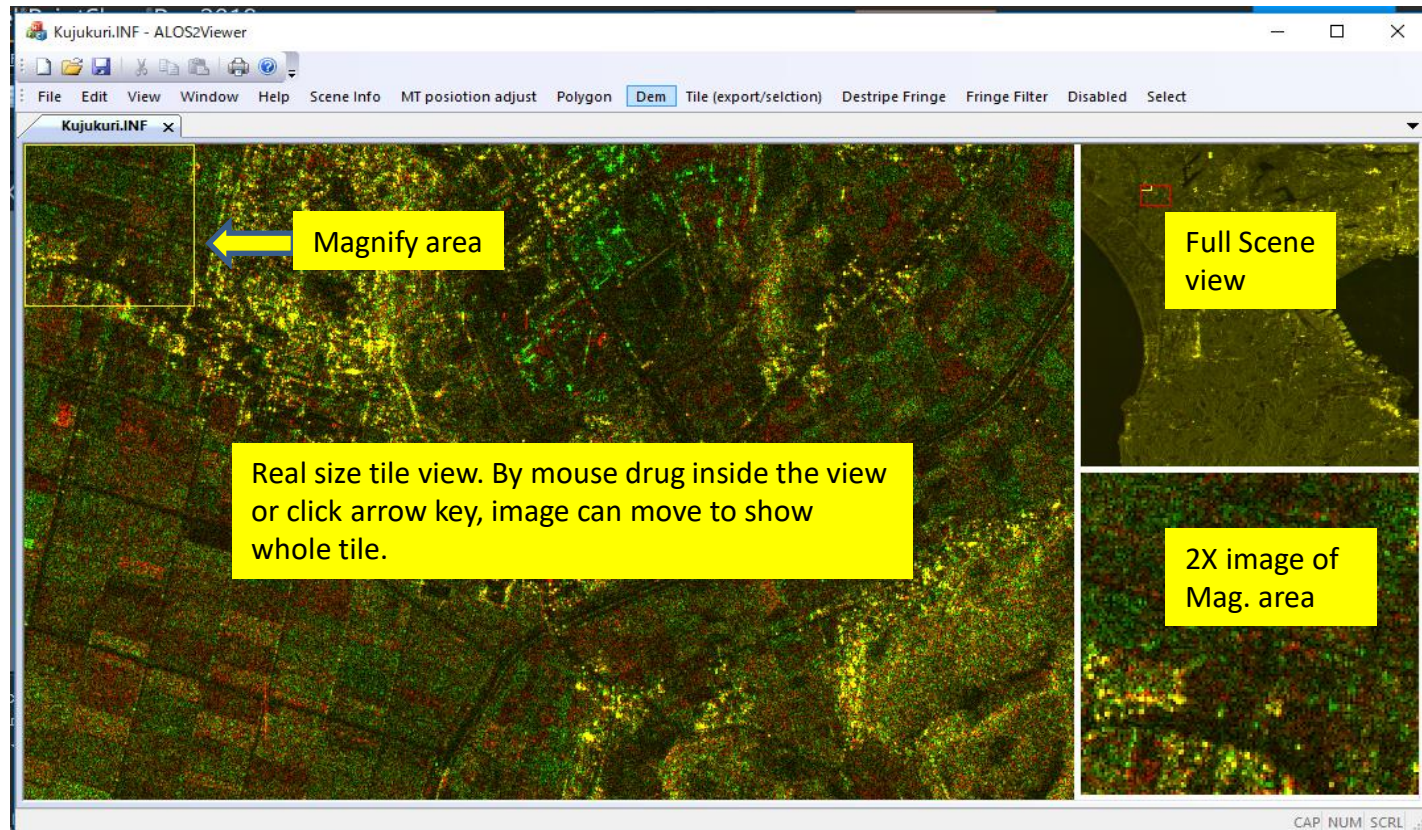 Kujukuri.INF - ALOS2Viewer
File Edit View Window Help Scene Info MT posiotion adjust Polygon Dem Tile (export/selction) Destripe Fringe Fringe Filter Disabled Select
Kujukuri.INF x
Magnify area
Full Scene
view
Real size tile view. By mouse drug inside the view
or click arrow key, image can move to show
whole tile.
2X image of
Mag. area
CAP NUM SCRL